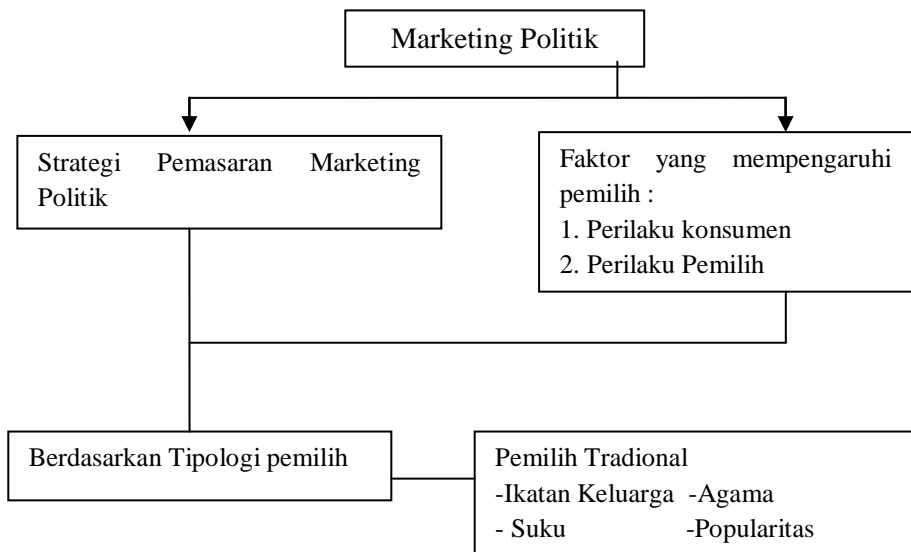 Marketing Politik
Strategi Pemasaran Marketing
Politik
Faktor yang mempengaruhi
pemilih :
1. Perilaku konsumen
2. Perilaku Pemilih
Berdasarkan Tipologi pemilih
Pemilih Tradional
-Ikatan Keluarga -Agama
- Suku -Popularitas